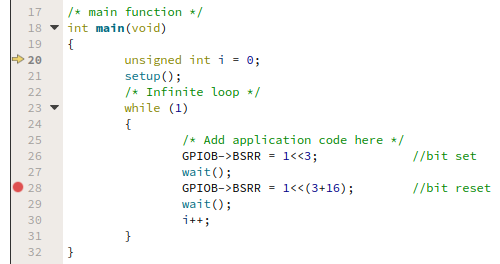 17 /* main function */
18 int main(void)
19 {
20 unsigned int i = 0;
21 setup();
22 /* Infinite loop */
23 while (1)
24 {
25 /* Add application code here */
26 GPIOB->BSRR = 1<<3; //bit set
27 wait();
28 GPIOB->BSRR = 1<<(3+16); //bit reset
29 wait();
30 i++;
31 }
32 }